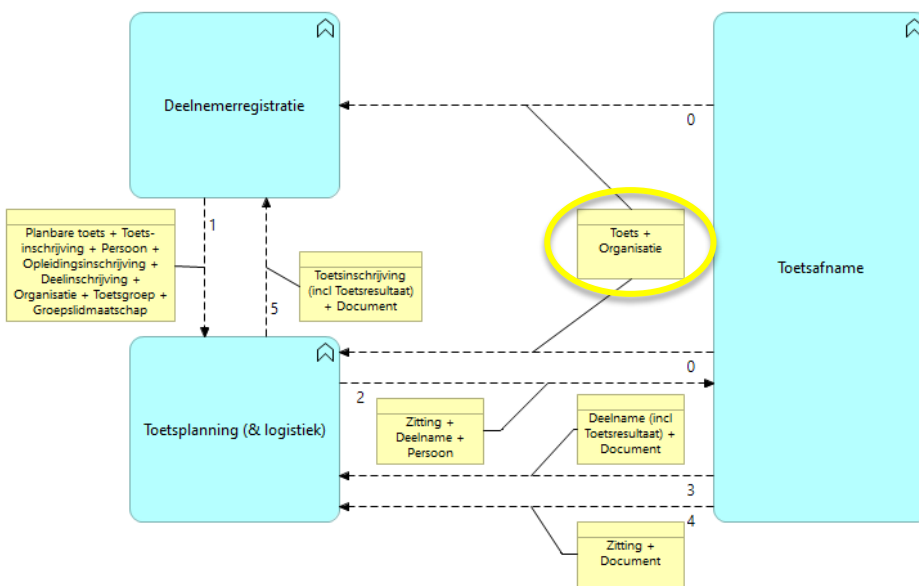 Deelnemerregistratie
0
1
Planbare toets + Toets-
inschrijving + Persoon +
Opleidingsinschrijving +
Deelinschrijving +
Organisatie + Toetsgroep +
Groepslidmaatschap
Toetsinschrijving
(incl Toetsresultaat)
+ Document
5
Toets +
Organisatie
Toetsafname
Toetsplanning (& logistiek)
0
2
Zitting +
Deelname +
Persoon
Deelname (incl
Toetsresultaat) +
Document
3
4
Zitting +
Document